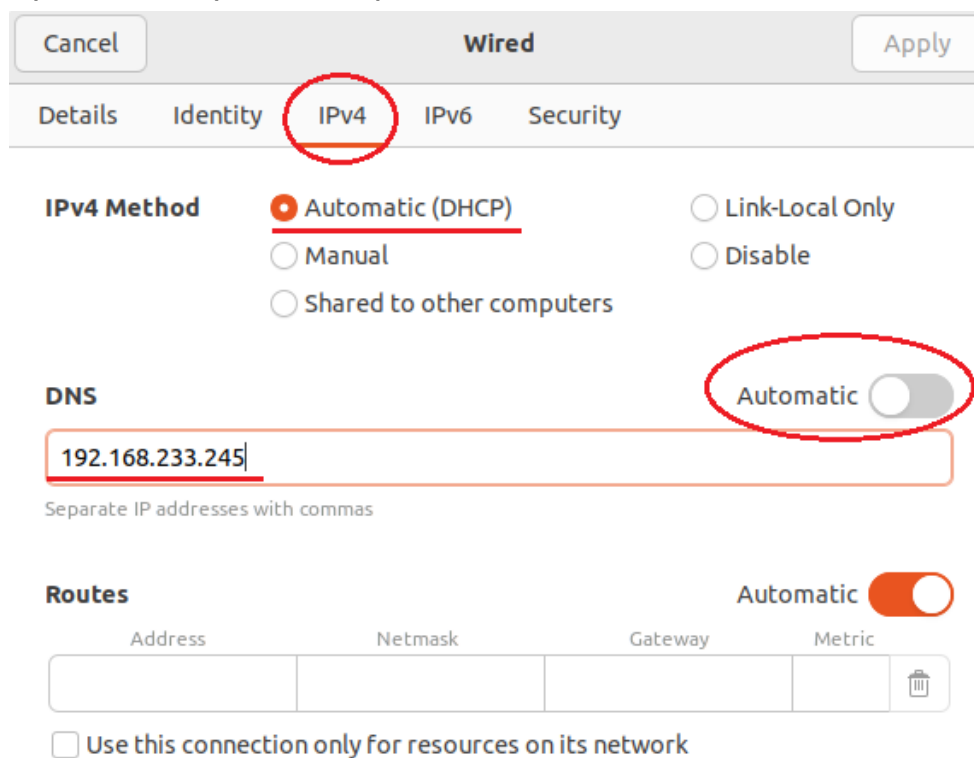 Cancel Wired Apply
Details Identity IPv4 IPv6 Security
IPv4 Method Automatic (DHCP) Link-Local Only
Manual Disable
Shared to other computers
DNS Automatic
192.168.233.245
Separate IP addresses with commas
Routes Automatic
Address Netmask Gateway Metric
Use this connection only for resources on its network